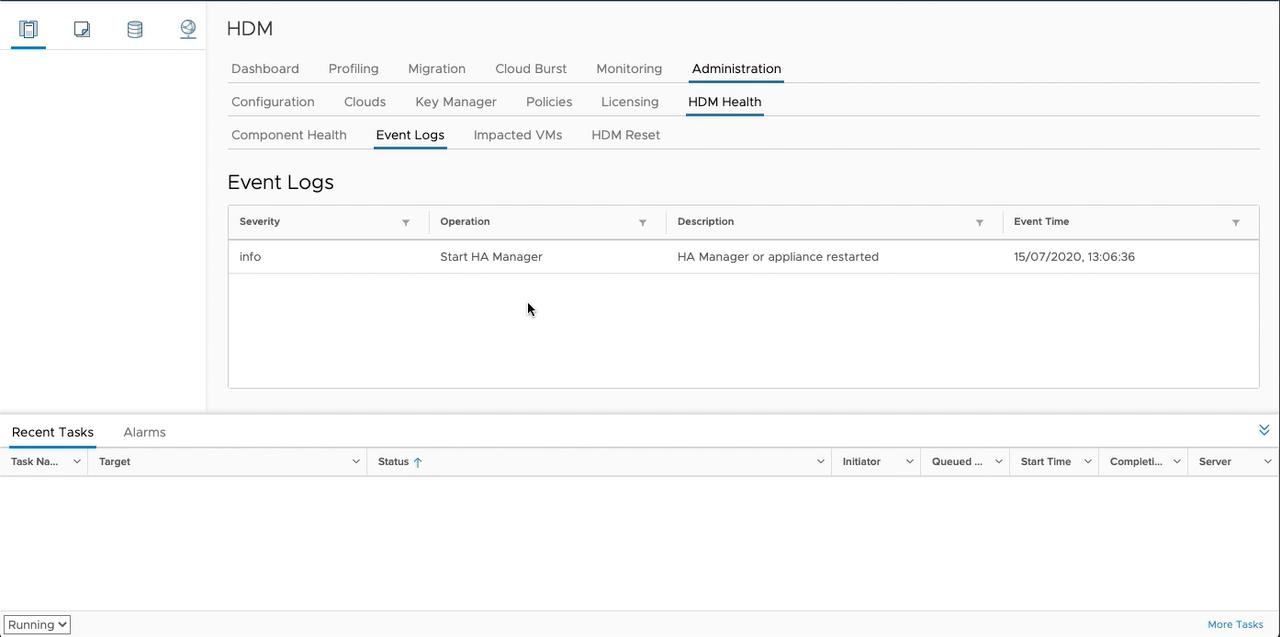 HDM
Dashboard Profiling Migration Cloud Burst Monitoring Administration
Configuration Clouds Key Manager Policies Licensing HDM Health
Component Health Event Logs Impacted VMs HDM Reset
Event Logs
Severity Operation Description Event Time
info Start HA Manager HA Manager or appliance restarted 15/07/2020, 13:06:36
Recent Tasks Alarms
Task Na... Target Status Initiator Queued ... Start Time Completi... Server
Running More Tasks